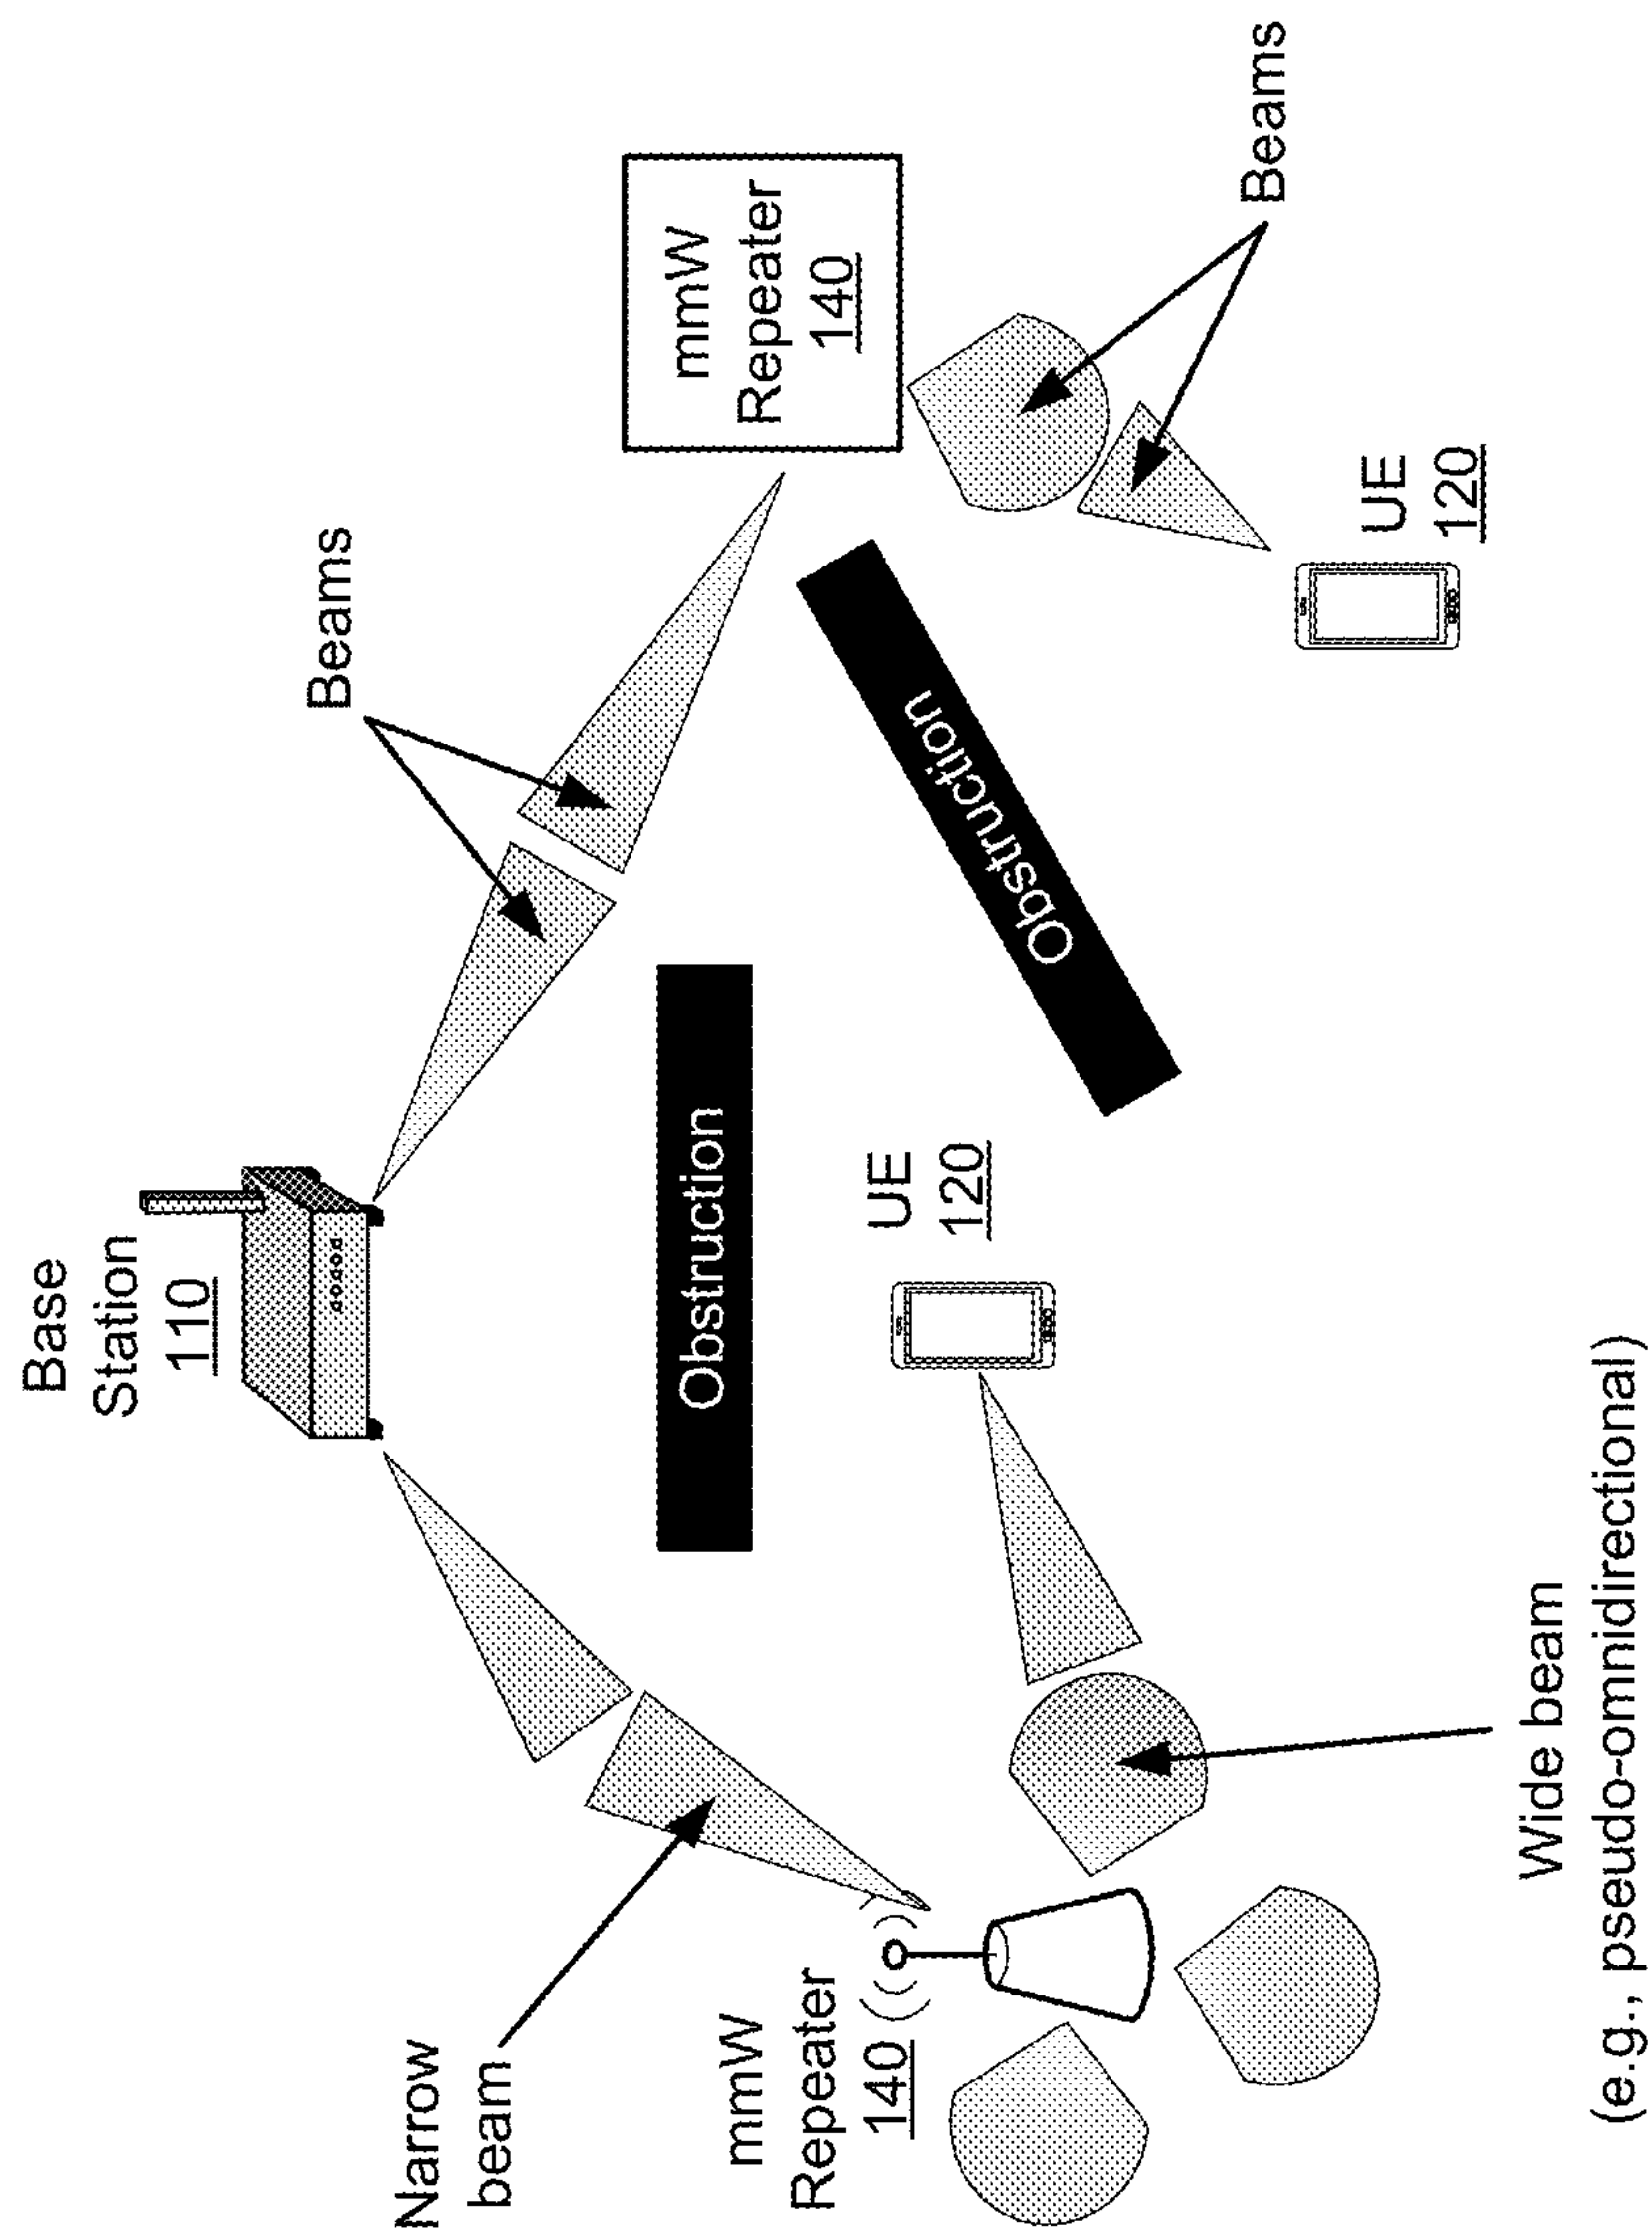 Base
Station
110
Narrow
beam
Beams
mmW
Repeater
140
Obstruction
mmW
Repeater
140
UE
120
Obstruction
Beams
UE
120
Wide beam
(e.g., pseudo-omnidirectional)